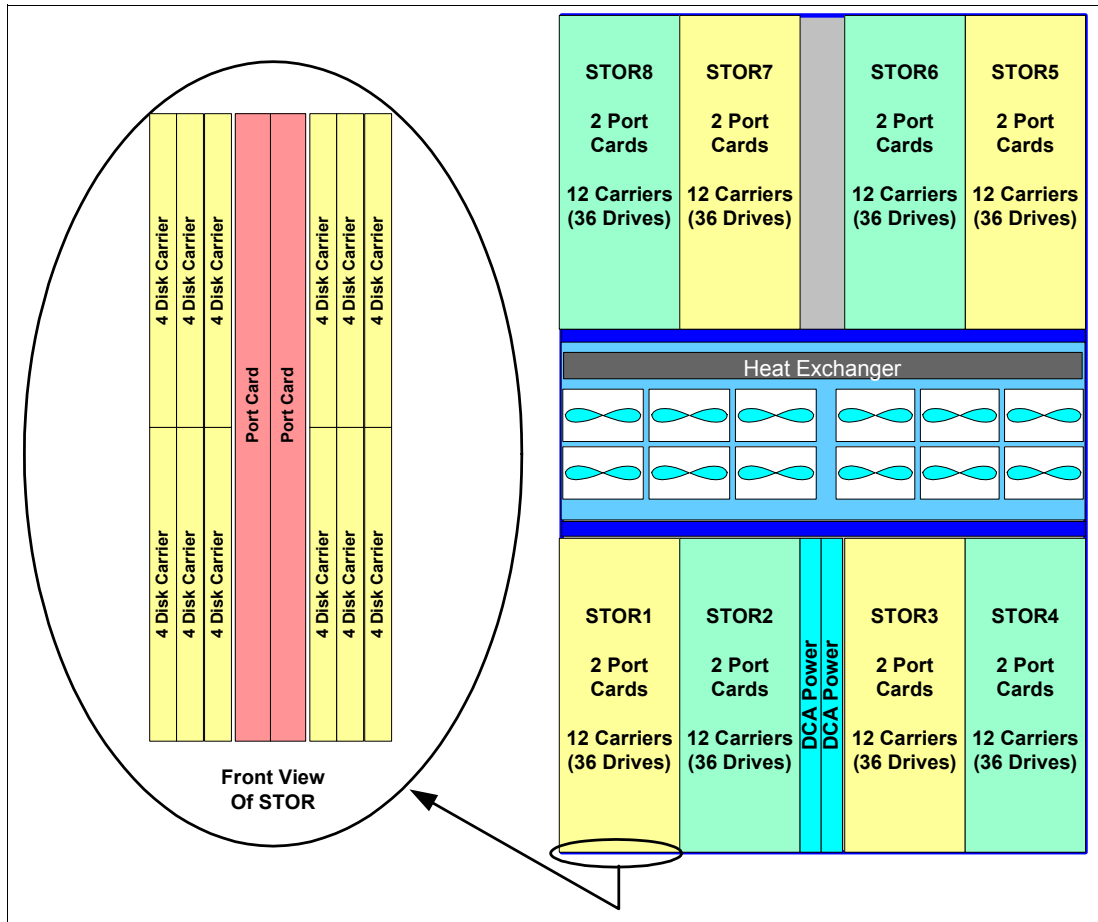 4 Disk Carrier
4 Disk Carrier
4 Disk Carrier
Port Card
Port Card
4 Disk Carrier
4 Disk Carrier
4 Disk Carrier
4 Disk Carrier
4 Disk Carrier
4 Disk Carrier
4 Disk Carrier
4 Disk Carrier
4 Disk Carrier
Front View
Of STOR
STOR8
2 Port
Cards
12 Carriers
(36 Drives)
STOR7
2 Port
Cards
12 Carriers
(36 Drives)
STOR6
2 Port
Cards
12 Carriers
(36 Drives)
STOR5
2 Port
Cards
12 Carriers
(36 Drives)
Heat Exchanger
STOR1
2 Port
Cards
12 Carriers
(36 Drives)
STOR2
2 Port
Cards
12 Carriers
(36 Drives)
DCA Power
DCA Power
STOR3
2 Port
Cards
12 Carriers
(36 Drives)
STOR4
2 Port
Cards
12 Carriers
(36 Drives)